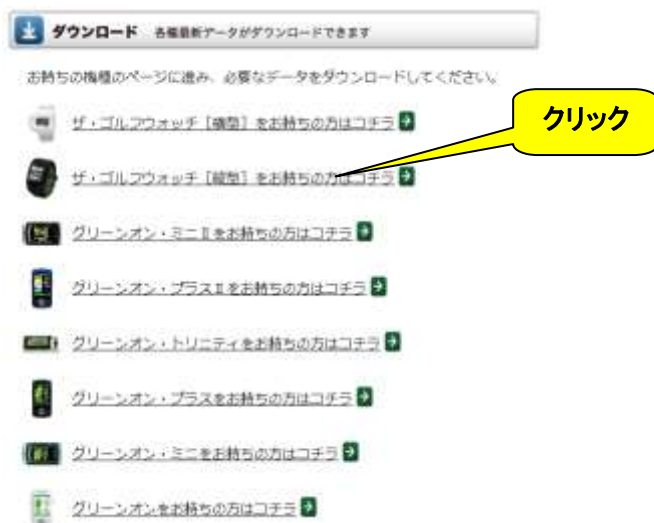 ダウンロード 各種最新データがダウンロードできます
お持ちの機種のページに進み、必要なデータをダウンロードしてください。
クリック
ザ・ゴルフウォッチ [横型] をお持ちの方はコチラ
ザ・ゴルフウォッチ [縦型] をお持ちの方はコチラ
グリーンオン・ミニⅡをお持ちの方はコチラ
グリーンオン・プラスⅡをお持ちの方はコチラ
グリーンオン・トリニティをお持ちの方はコチラ
グリーンオン・プラスをお持ちの方はコチラ
グリーンオン・ミニをお持ちの方はコチラ
グリーンオンをお持ちの方はコチラ